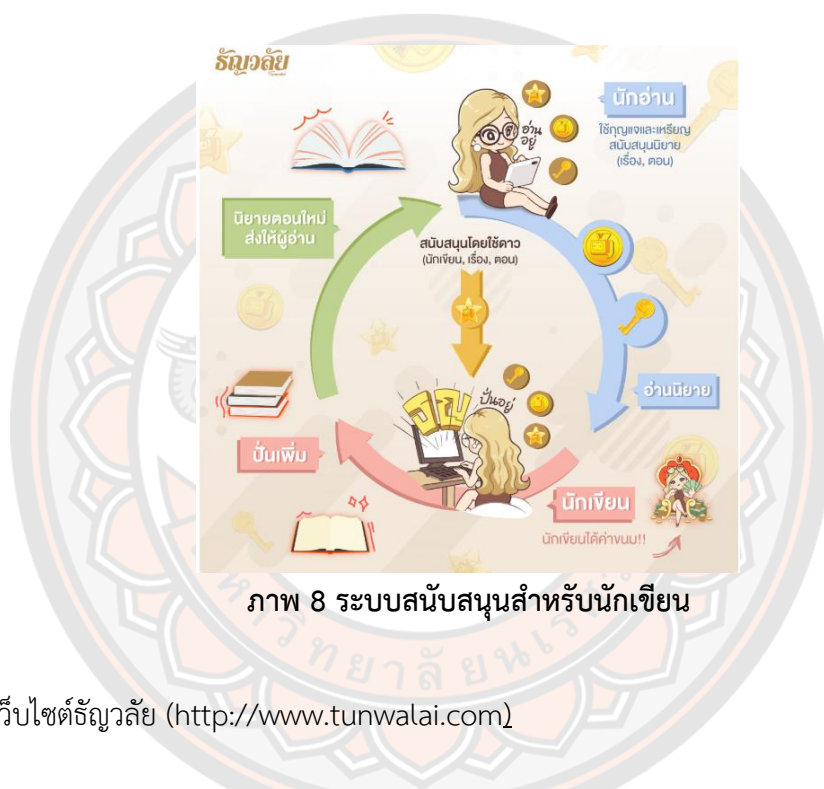 ธัญวลัย
นักอ่าน
ใช้กุญแจและเหรียญ
สนับสนุนนิยาย
(เรื่อง, ตอน)
อ่าน
อยู่
นิยายตอนใหม่
ส่งให้ผู้อ่าน
สนับสนุนโดยใช้ดาว
(นักเขียน, เรื่อง, ตอน)
อ่านนิยาย
ธัญ
ปั่นอยู่
ปั่นเพิ่ม
นักเขียน
นักเขียนได้ค่าขนม!!
ภาพ 8 ระบบสนับสนุนสำหรับนักเขียน
ว็บไซต์ธัญวลัย (http://www.tunwalai.com)